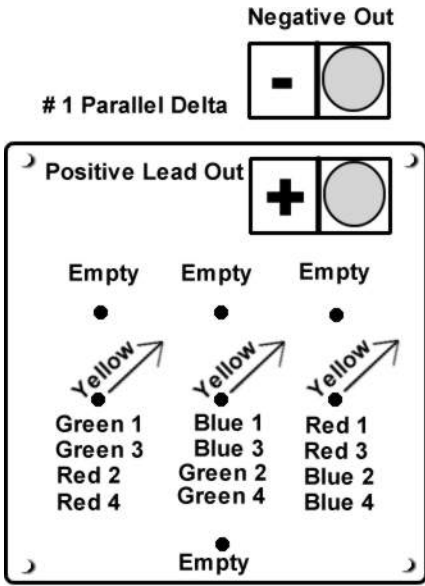 Negative Out
-
# 1 Parallel Delta
Positive Lead Out
+
Empty Empty Empty
Yellow Yellow Yellow
Green 1 Blue 1 Red 1
Green 3 Blue 3 Red 3
Red 2 Green 2 Blue 2
Red 4 Green 4 Blue 4
Empty